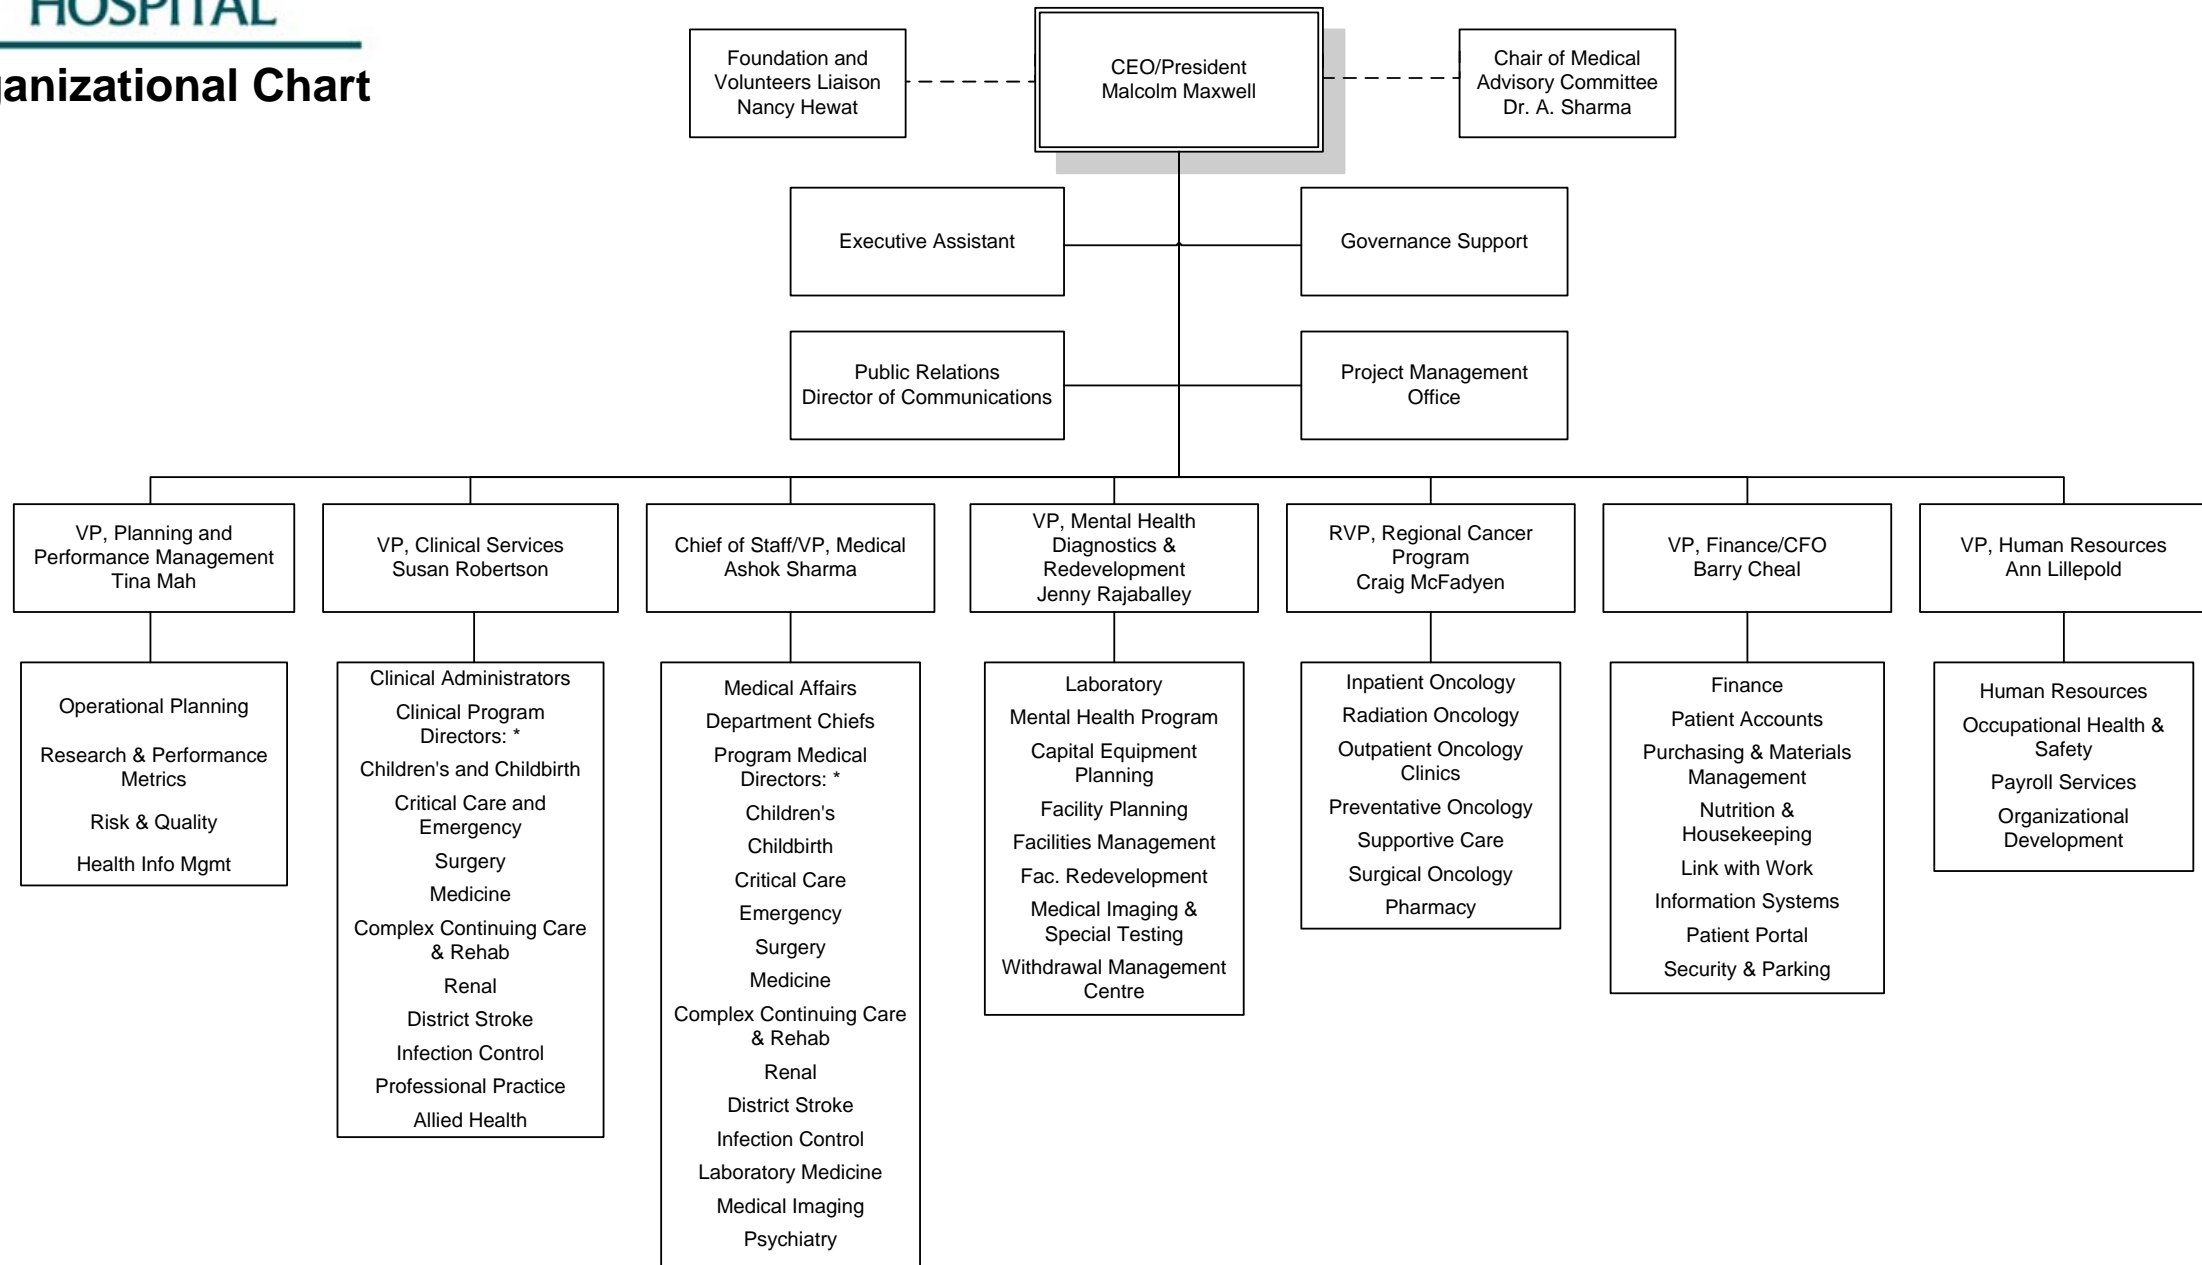 HOSPITAL
ganizational Chart
Foundation and
Volunteers Liaison
Nancy Hewat
CEO/President
Malcolm Maxwell
Chair of Medical
Advisory Committee
Dr. A. Sharma
Executive Assistant
Governance Support
Public Relations
Director of Communications
Project Management
Office
VP, Planning and
Performance Management
Tina Mah
VP, Clinical Services
Susan Robertson
Chief of Staff/VP, Medical
Ashok Sharma
VP, Mental Health
Diagnostics &
Redevelopment
Jenny Rajaballey
RVP, Regional Cancer
Program
Craig McFadyen
VP, Finance/CFO
Barry Cheal
VP, Human Resources
Ann Lillepold
Operational Planning
Research & Performance
Metrics
Risk & Quality
Health Info Mgmt
Clinical Administrators
Clinical Program
Directors: *
Children's and Childbirth
Critical Care and
Emergency
Surgery
Medicine
Complex Continuing Care
& Rehab
Renal
District Stroke
Infection Control
Professional Practice
Allied Health
Medical Affairs
Department Chiefs
Program Medical
Directors: *
Children's
Childbirth
Critical Care
Emergency
Surgery
Medicine
Complex Continuing Care
& Rehab
Renal
District Stroke
Infection Control
Laboratory Medicine
Medical Imaging
Psychiatry
Laboratory
Mental Health Program
Capital Equipment
Planning
Facility Planning
Facilities Management
Fac. Redevelopment
Medical Imaging &
Special Testing
Withdrawal Management
Centre
Inpatient Oncology
Radiation Oncology
Outpatient Oncology
Clinics
Preventative Oncology
Supportive Care
Surgical Oncology
Pharmacy
Finance
Patient Accounts
Purchasing & Materials
Management
Nutrition &
Housekeeping
Link with Work
Information Systems
Patient Portal
Security & Parking
Human Resources
Occupational Health &
Safety
Payroll Services
Organizational
Development